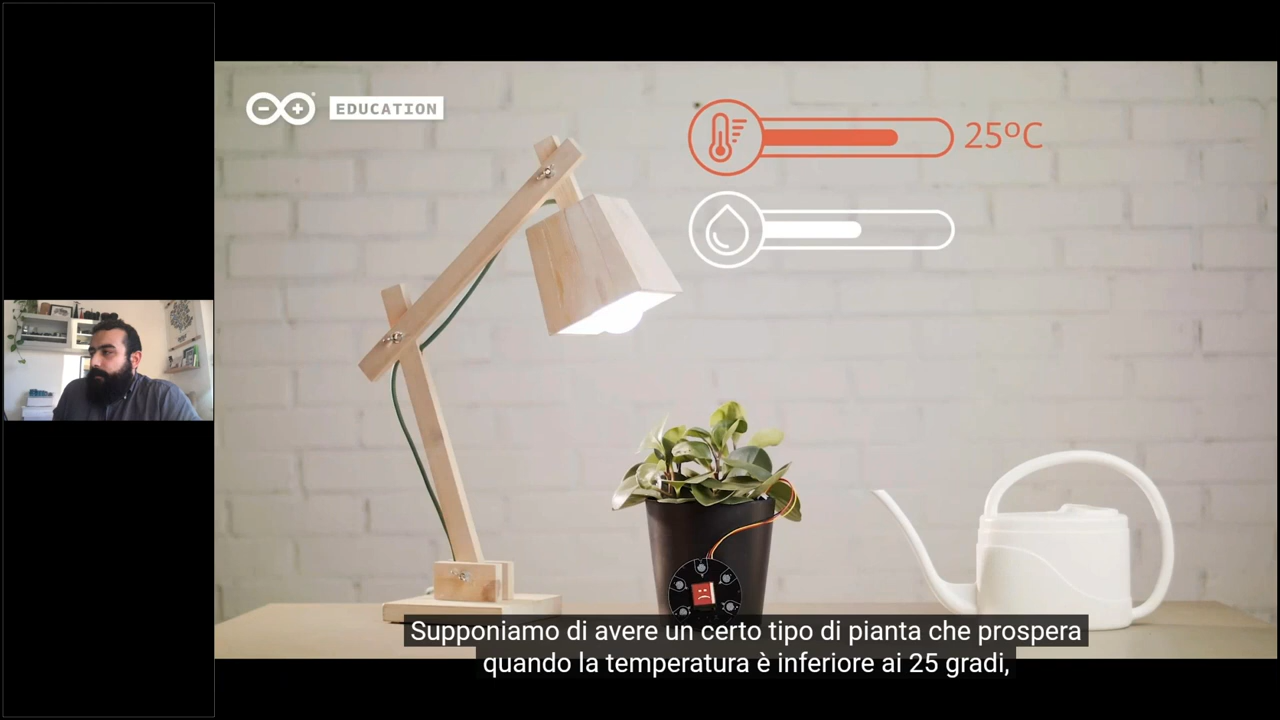 EDUCATION
25ºC
Supponiamo di avere un certo tipo di pianta che prospera
quando la temperatura è inferiore ai 25 gradi,